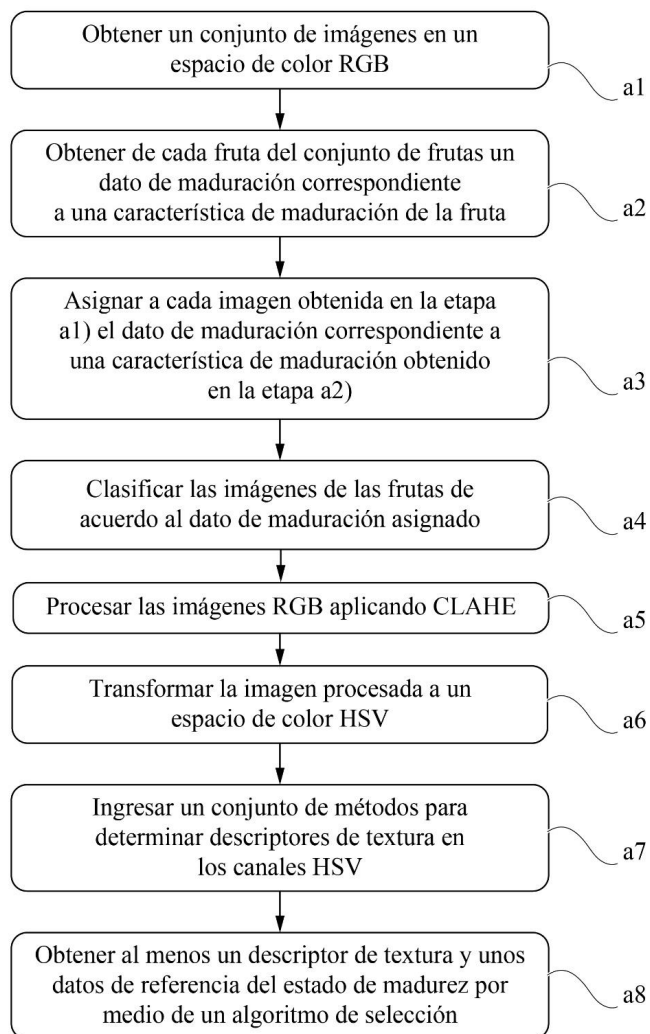 Obtener un conjunto de imágenes en un
espacio de color RGB
a1
Obtener de cada fruta del conjunto de frutas un
dato de maduración correspondiente
a una característica de maduración de la fruta
a2
Asignar a cada imagen obtenida en la etapa
a1) el dato de maduración correspondiente a
una característica de maduración obtenido
en la etapa a2)
a3
Clasificar las imágenes de las frutas de
acuerdo al dato de maduración asignado
a4
Procesar las imágenes RGB aplicando CLAHE
a5
Transformar la imagen procesada a un
espacio de color HSV
a6
Ingresar un conjunto de métodos para
determinar descriptores de textura en
los canales HSV
a7
Obtener al menos un descriptor de textura y unos
datos de referencia del estado de madurez por
medio de un algoritmo de selección
a8